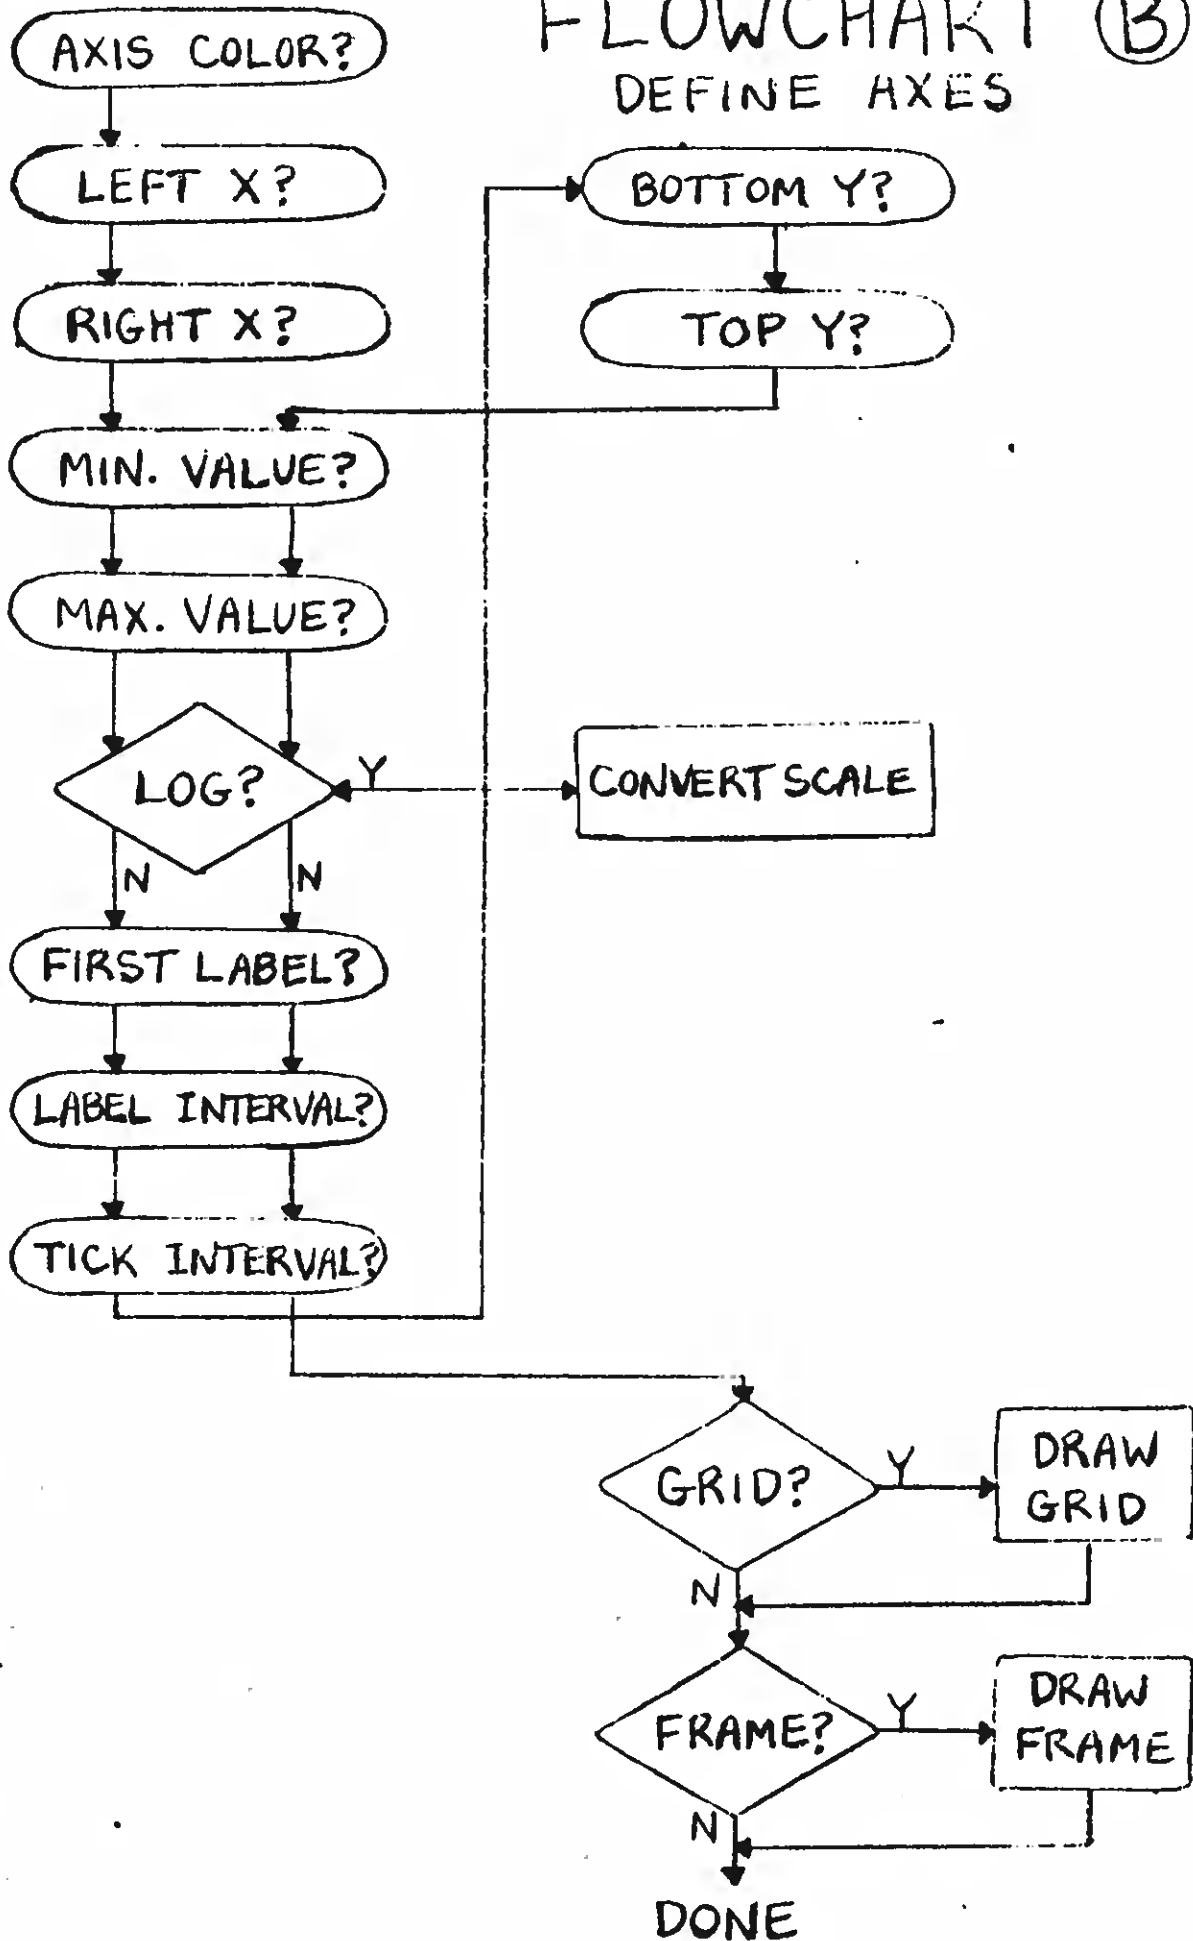 FLOWCHART B
DEFINE AXES
AXIS COLOR?
LEFT X?
RIGHT X?
BOTTOM Y?
TOP Y?
MIN. VALUE?
MAX. VALUE?
LOG?
Y
CONVERT SCALE
N
N
FIRST LABEL?
LABEL INTERVAL?
TICK INTERVAL?
GRID?
Y
DRAW
GRID
N
FRAME?
Y
DRAW
FRAME
N
DONE